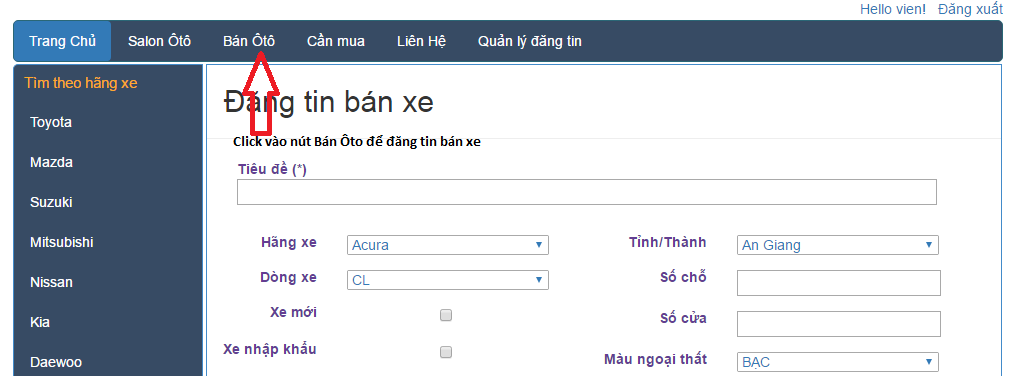 Hello vien! Đăng xuất
Trang Chủ Salon Ôtô Bán Ôtô Cần mua Liên Hệ Quản lý đăng tin
Tìm theo hãng xe
Toyota
Mazda
Suzuki
Mitsubishi
Nissan
Kia
Daewoo
Đăng tin bán xe
Click vào nút Bán Ôto để đăng tin bán xe
Tiêu đề (*)
Hãng xe Acura
Dòng xe CL
Xe mới
Xe nhập khẩu
Tỉnh/Thành An Giang
Số chỗ
Số cửa
Màu ngoại thất BẠC